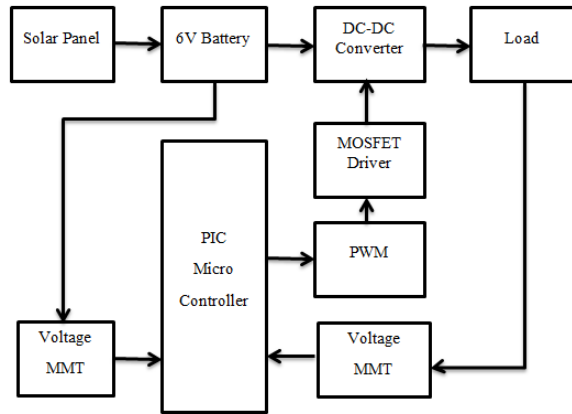 Solar Panel
6V Battery
DC-DC
Converter
Load
MOSFET
Driver
PIC
Micro
Controller
PWM
Voltage
MMT
Voltage
MMT